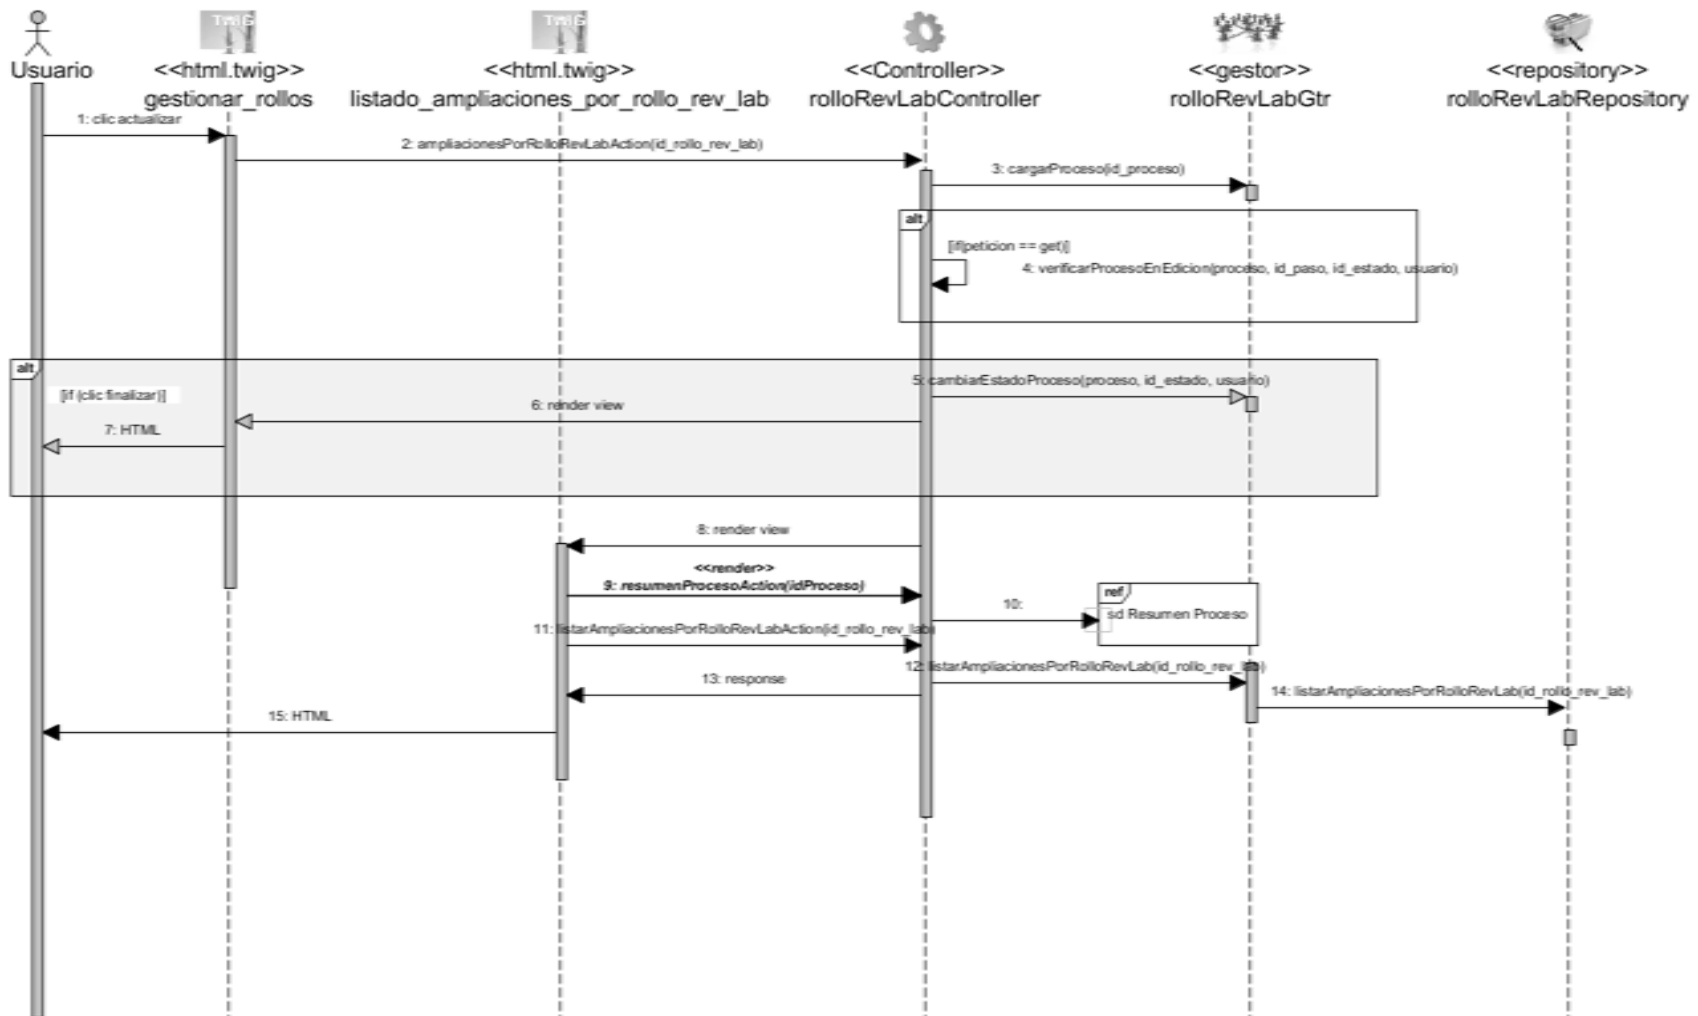 TWIG
TWIG
Usuario
<<html.twig>>
gestionar_rollos
<<html.twig>>
listado_ampliaciones_por_rollo_rev_lab
<<Controller>>
rolloRevLabController
<<gestor>>
rolloRevLabGtr
<<repository>>
rolloRevLabRepository
1: clic actualizar
2: ampliacionesPorRolloRevLabAction(id_rollo_rev_lab)
3: cargarProceso(id_proceso)
alt
[if(peticion == get)]
4: verificarProcesoEnEdicion(proceso, id_paso, id_estado, usuario)
alt
[if (clic finalizar)]
5: cambiarEstadoProceso(proceso, id_estado, usuario)
6: render view
7: HTML
8: render view
<<render>>
9: resumenProcesoAction(idProceso)
10:
ref
sd Resumen Proceso
11: listarAmpliacionesPorRolloRevLabAction(id_rollo_rev_lab)
12: listarAmpliacionesPorRolloRevLab(id_rollo_rev_lab)
13: response
14: listarAmpliacionesPorRolloRevLab(id_rollo_rev_lab)
15: HTML